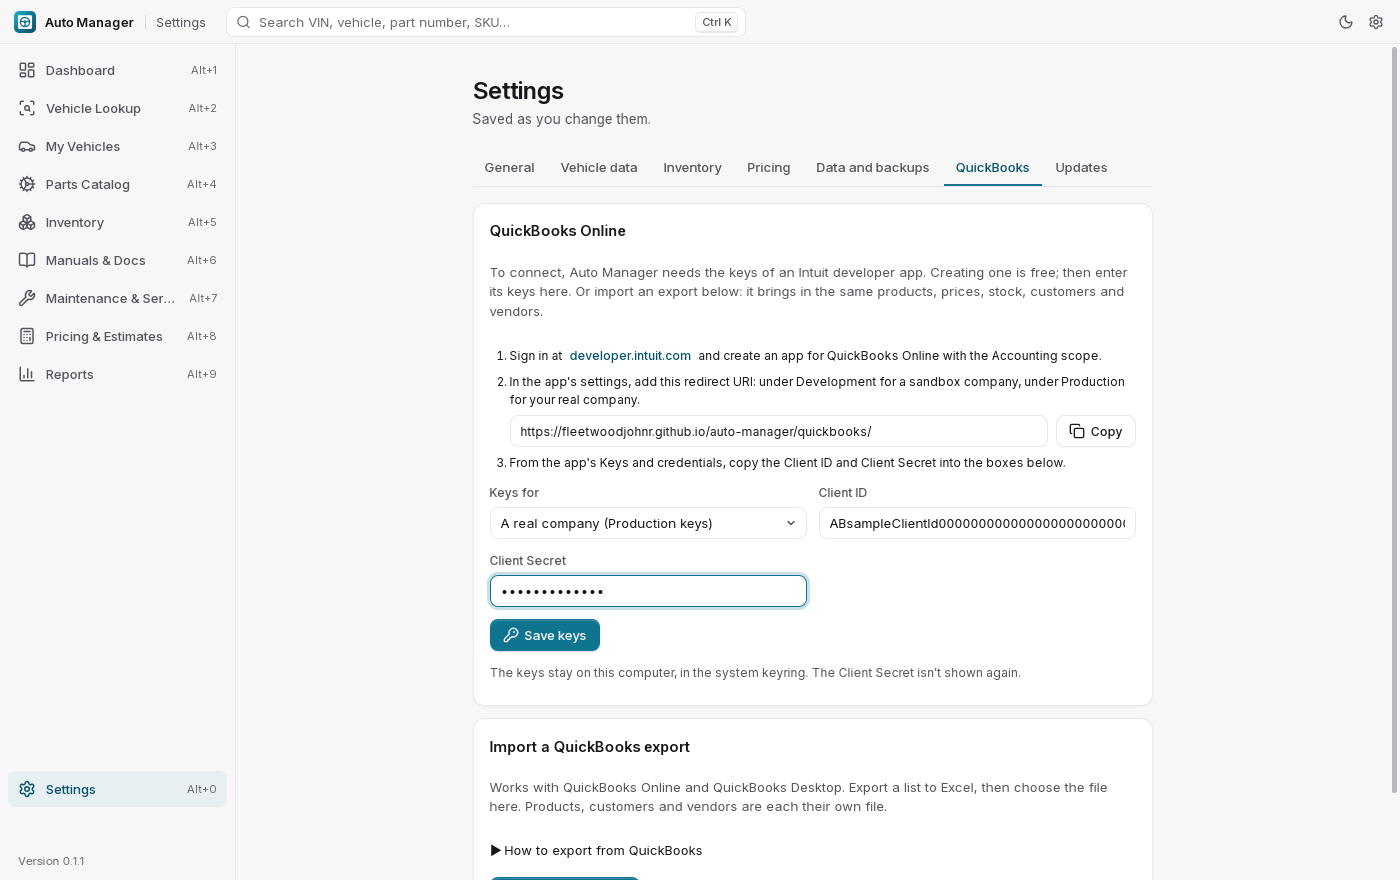 Auto Manager
Settings
Search VIN, vehicle, part number, SKU...
Ctrl K
Dashboard Alt+1
Vehicle Lookup Alt+2
My Vehicles Alt+3
Parts Catalog Alt+4
Inventory Alt+5
Manuals & Docs Alt+6
Maintenance & Ser... Alt+7
Pricing & Estimates Alt+8
Reports Alt+9
Settings Alt+0
Version 0.1.1
Settings
Saved as you change them.
General Vehicle data Inventory Pricing Data and backups QuickBooks Updates
QuickBooks Online
To connect, Auto Manager needs the keys of an Intuit developer app. Creating one is free; then enter
its keys here. Or import an export below: it brings in the same products, prices, stock, customers and
vendors.
1. Sign in at developer.intuit.com and create an app for QuickBooks Online with the Accounting scope.
2. In the app's settings, add this redirect URI: under Development for a sandbox company, under Production
for your real company.
https://fleetwoodjohnr.github.io/auto-manager/quickbooks/
Copy
3. From the app's Keys and credentials, copy the Client ID and Client Secret into the boxes below.
Keys for
A real company (Production keys)
Client ID
Client Secret
•••••••••••••
Save keys
The keys stay on this computer, in the system keyring. The Client Secret isn't shown again.
Import a QuickBooks export
Works with QuickBooks Online and QuickBooks Desktop. Export a list to Excel, then choose the file
here. Products, customers and vendors are each their own file.
▶ How to export from QuickBooks